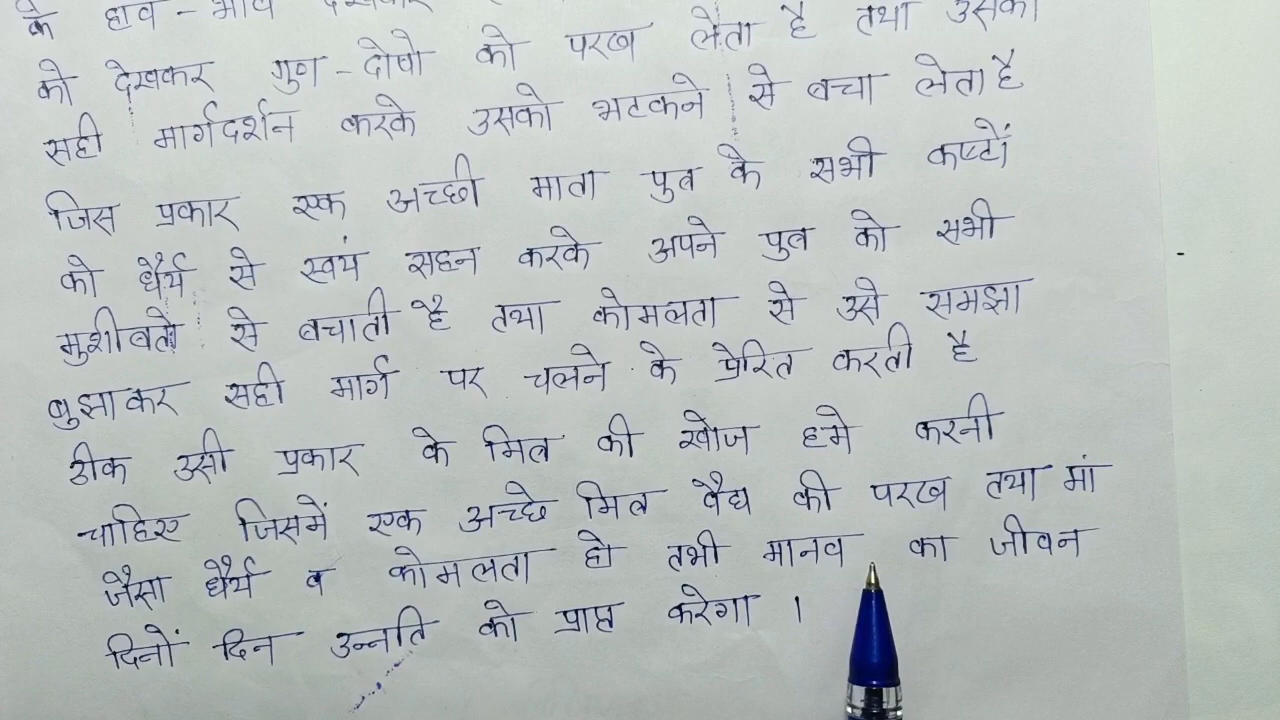 के हाव - भाव देखकर
को देखकर गुण - दोषो को परख लेता है तथा उसको
सही मार्गदर्शन करके उसको भटकने से बचा लेता है
जिस प्रकार एक अच्छी माता पुत्र के सभी कष्टों
को धैर्य से स्वयं सहन करके अपने पुत्र को सभी
मुशीबतो से बचाती है तथा कोमलता से उसे समझा
बुझाकर सही मार्ग पर चलने के प्रेरित करती है
ठीक उसी प्रकार के मित्र की खोज हमे करनी
चाहिए जिसमें एक अच्छे मित्र वैद्य की परख तथा मां
जैसा धैर्य व कोमलता हो तभी मानव का जीवन
दिनों दिन उन्नति को प्राप्त करेगा ।